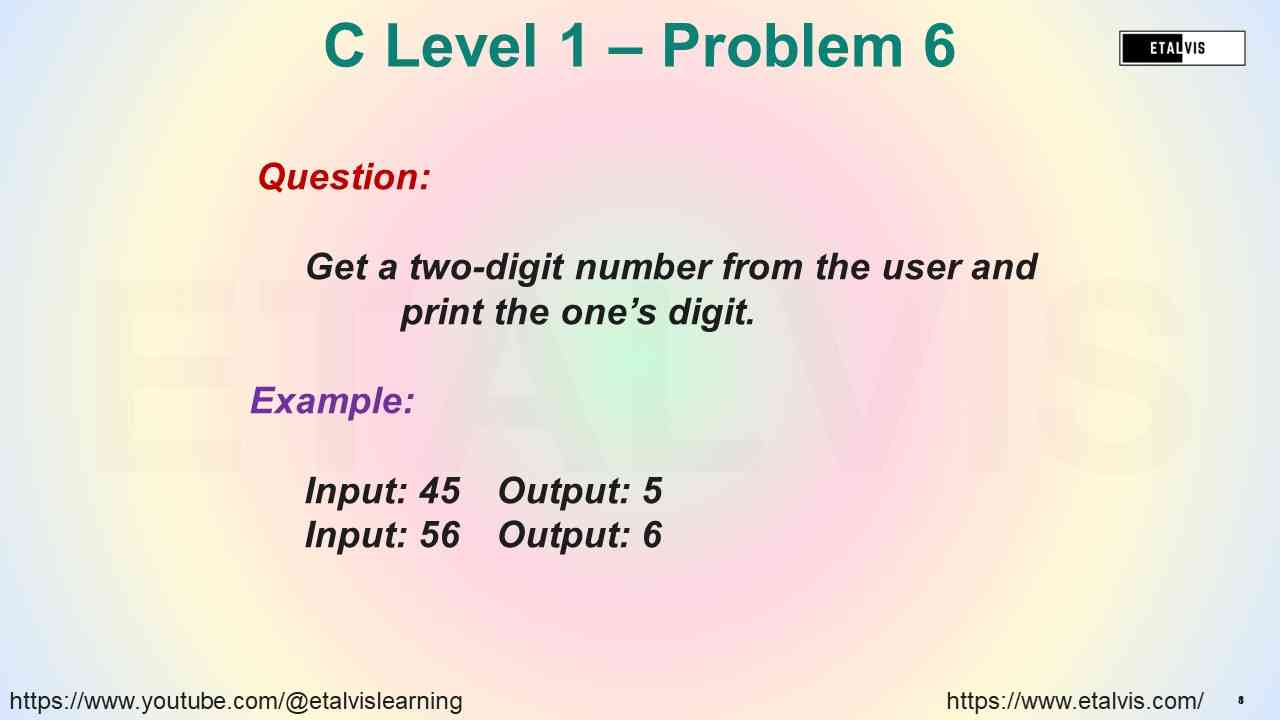 C Level 1 – Problem 6
ETALVIS
Question:
Get a two-digit number from the user and
print the one’s digit.
Example:
Input: 45 Output: 5
Input: 56 Output: 6
ETALVIS
https://www.youtube.com/@etalvislearning
https://www.etalvis.com/
8